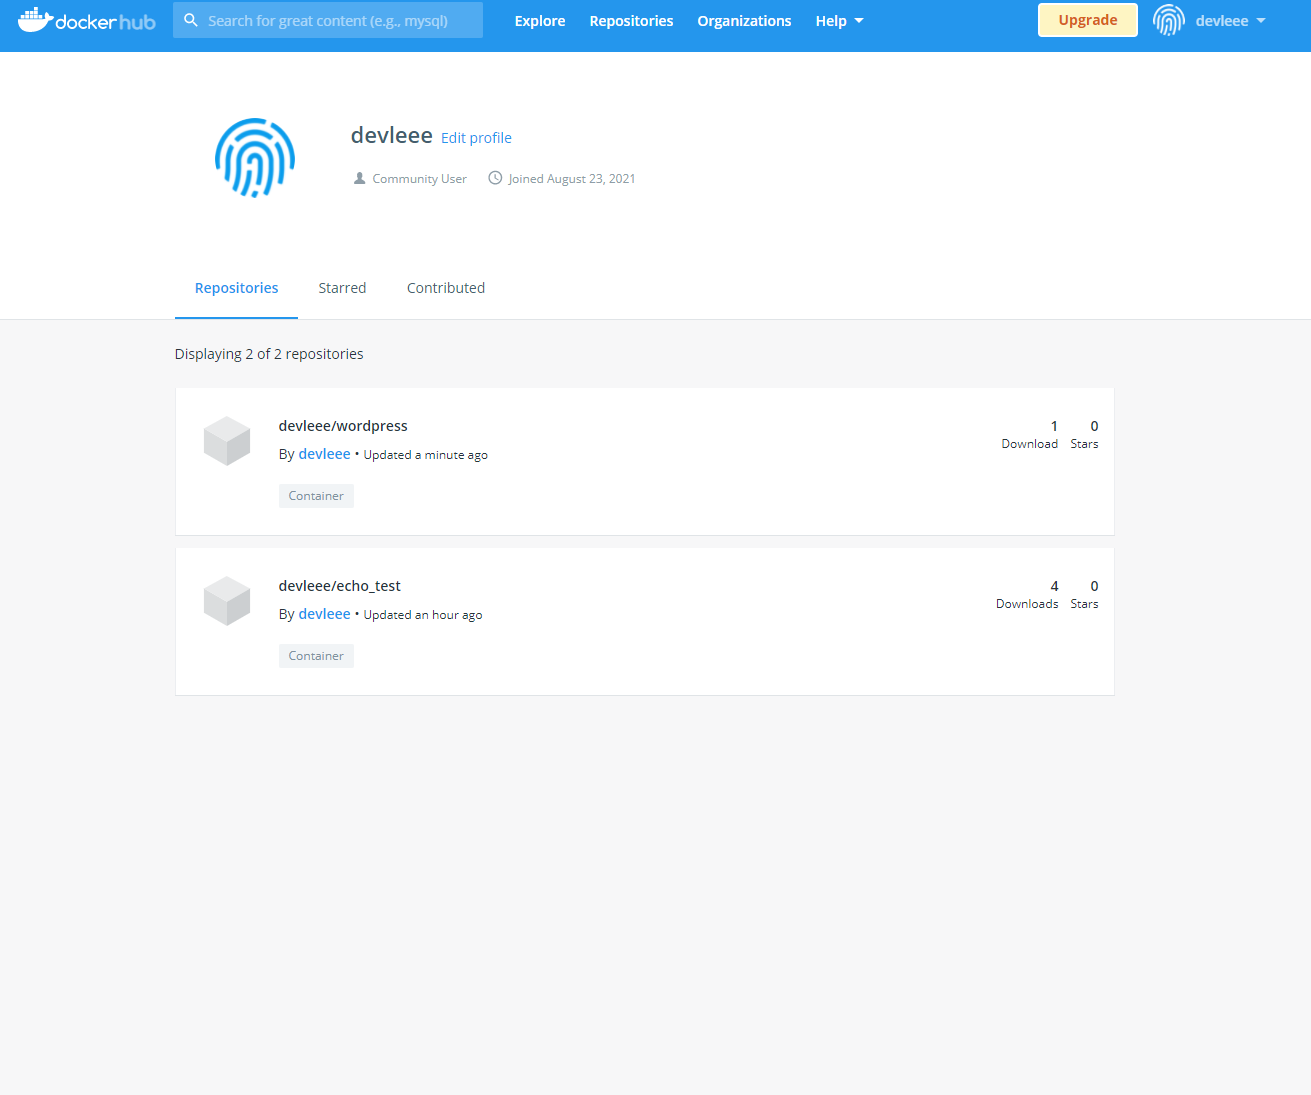 docker hub Search for great content (e.g., mysql) Explore Repositories Organizations Help Upgrade devleee
devleee Edit profile
Community User Joined August 23, 2021
Repositories Starred Contributed
Displaying 2 of 2 repositories
devleee/wordpress 1 0
Download Stars
By devleee • Updated a minute ago
Container
devleee/echo_test 4 0
Downloads Stars
By devleee • Updated an hour ago
Container